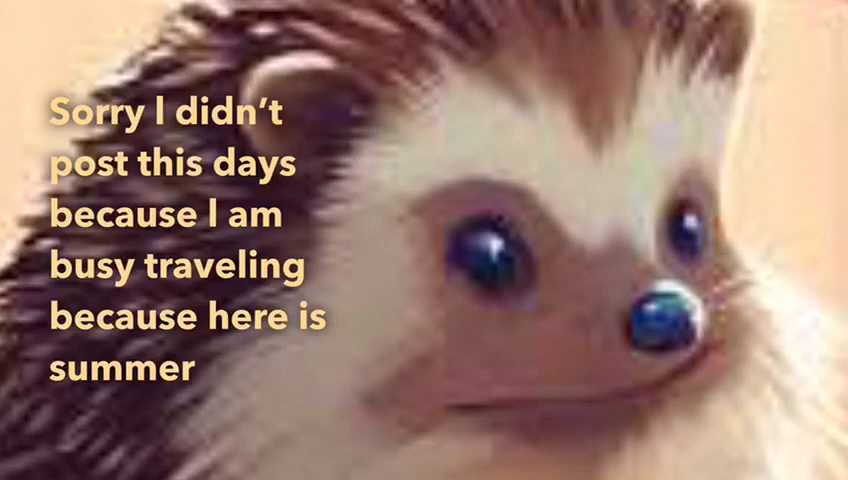 Sorry I didn’t
post this days
because I am
busy traveling
because here is
summer